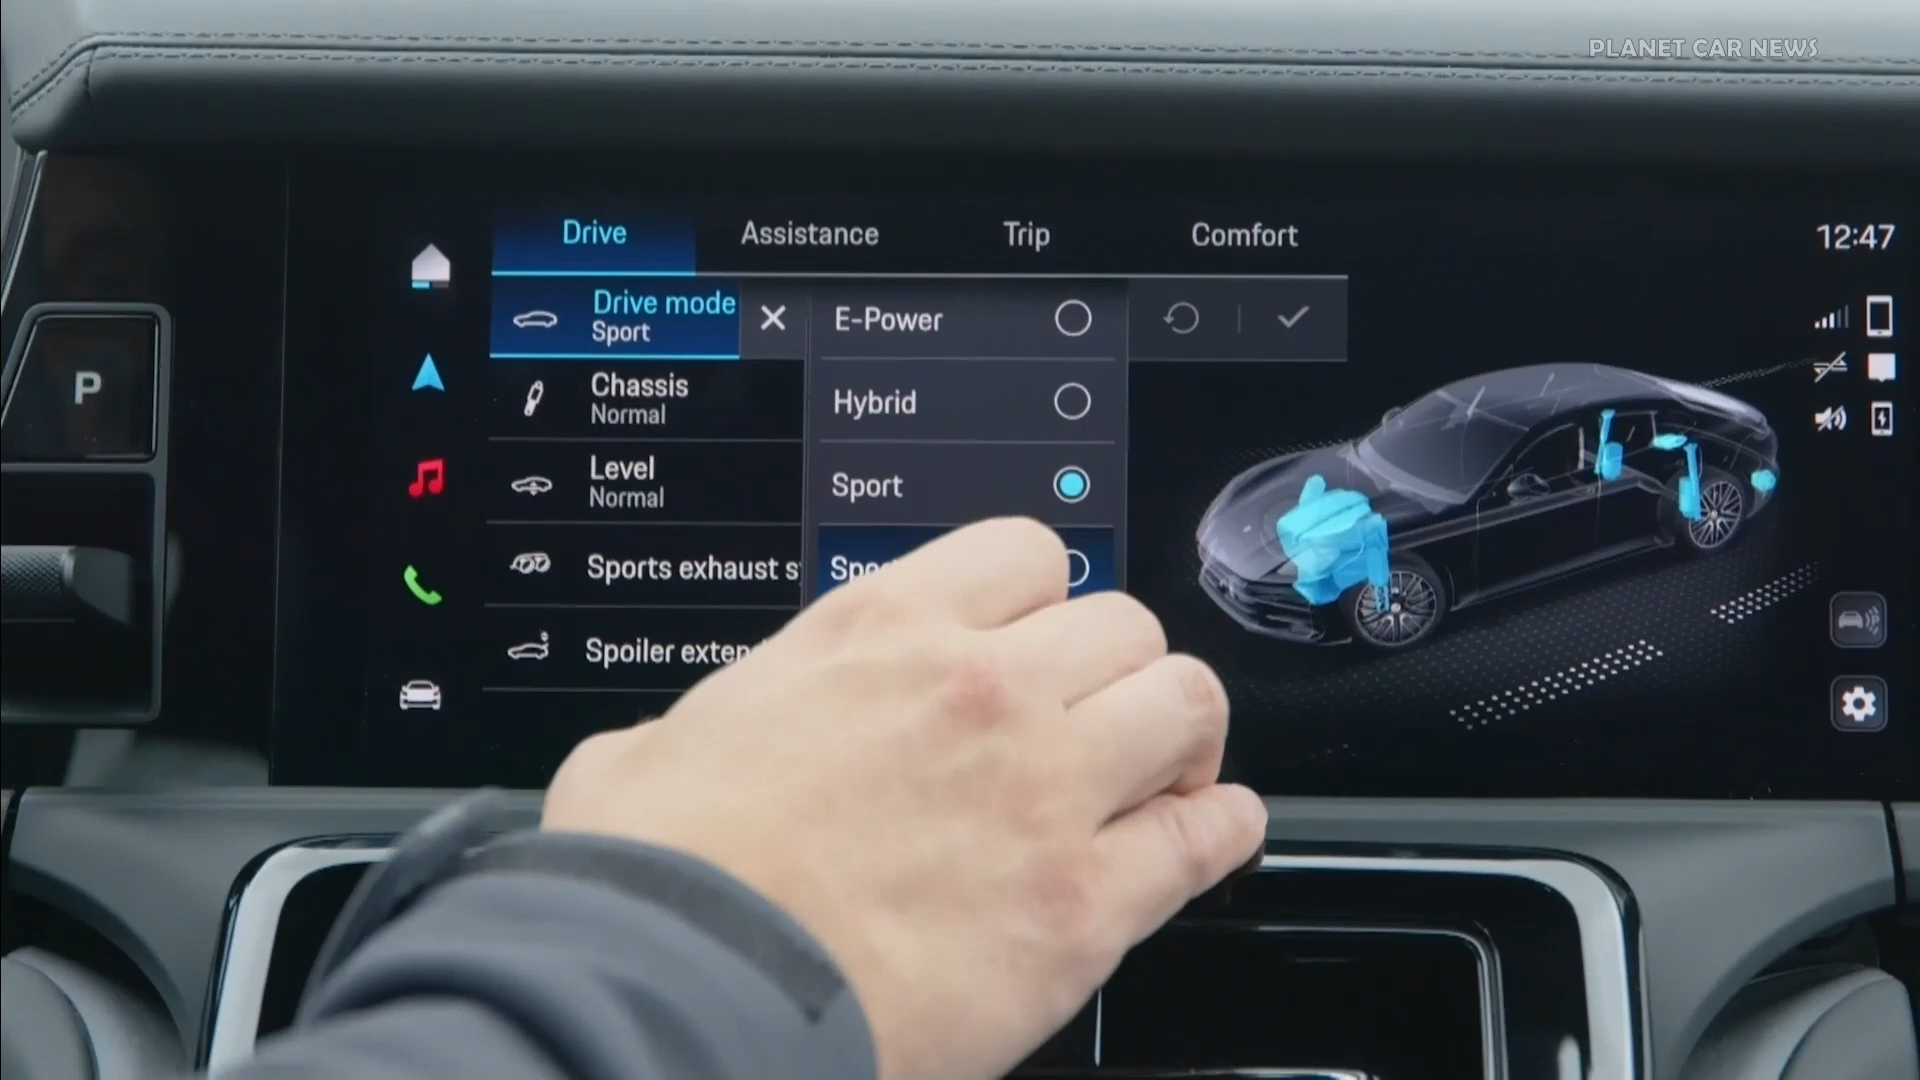 PLANET CAR NEWS
Drive
Assistance
Trip
Comfort
12:47
Drive mode
Sport
E-Power
P
Chassis
Normal
Hybrid
Level
Normal
Sport
Sports exhaust
Spoiler